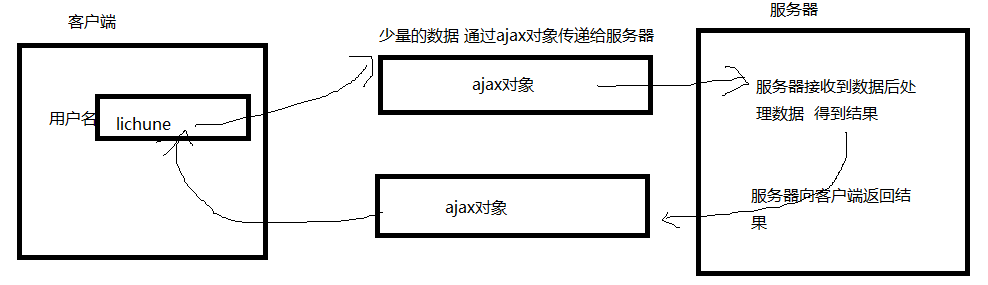 客户端
服务器
少量的数据 通过ajax对象传递给服务器
ajax对象
服务器接收到数据后处
理数据 得到结果
用户名
lichune
服务器向客户端返回结
果
ajax对象